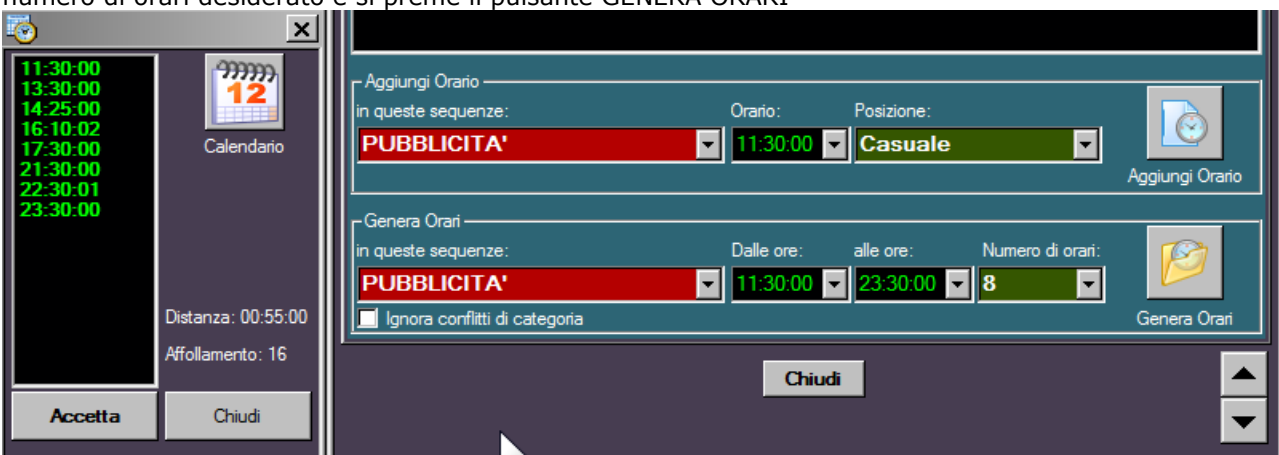 numero di orari desiderato e si preme il pulsante GENERA ORARI
11:30:00
13:30:00
14:25:00
16:10:02
17:30:00
21:30:00
22:30:01
23:30:00
12
Calendario
Distanza: 00:55:00
Affollamento: 16
Accetta
Chiudi
Aggiungi Orario
in queste sequenze:
Orario:
Posizione:
PUBBLICITA'
11:30:00
Casuale
Aggiungi Orario
Genera Orari
in queste sequenze:
Dalle ore:
alle ore:
Numero di orari:
PUBBLICITA'
11:30:00
23:30:00
8
Ignora conflitti di categoria
Genera Orari
Chiudi